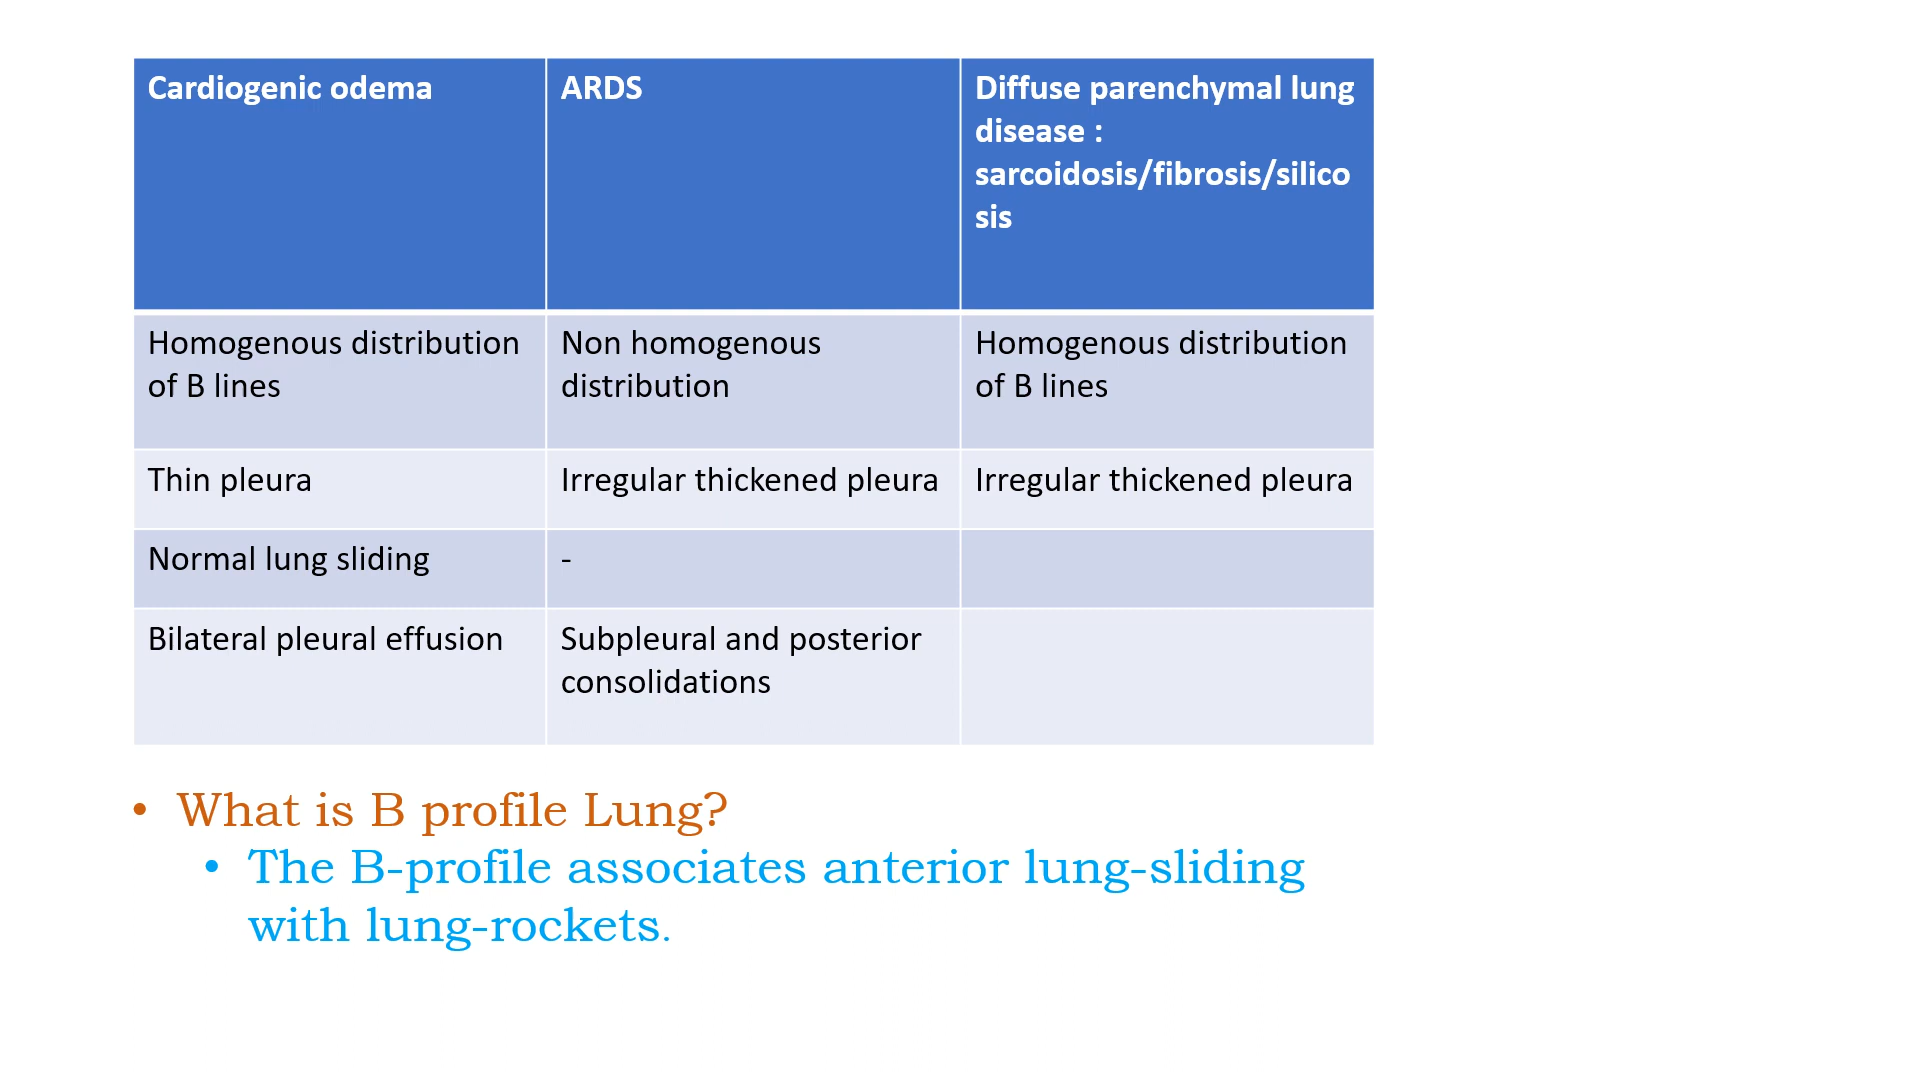 Cardiogenic odema
ARDS
Diffuse parenchymal lung
disease :
sarcoidosis/fibrosis/silico
sis
Homogenous distribution
of B lines
Non homogenous
distribution
Homogenous distribution
of B lines
Thin pleura
Irregular thickened pleura
Irregular thickened pleura
Normal lung sliding
-
Bilateral pleural effusion
Subpleural and posterior
consolidations
• What is B profile Lung?
• The B-profile associates anterior lung-sliding
with lung-rockets.